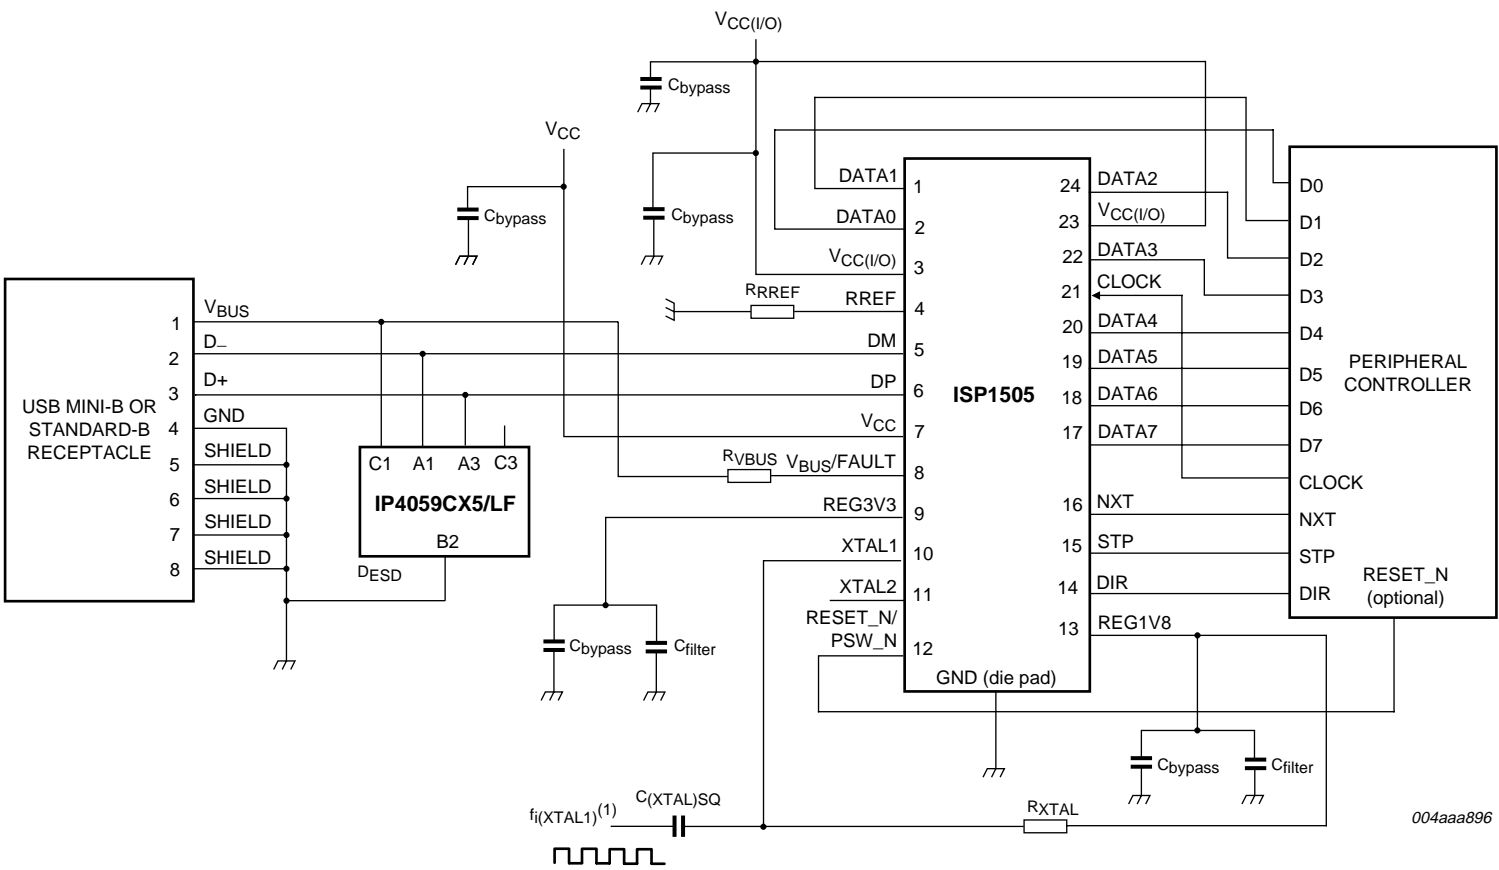 VCC(I/O)
Cbypass
VCC
Cbypass
Cbypass
USB MINI-B OR
STANDARD-B
RECEPTACLE
1
2
3
4
5
6
7
8
VBUS
D−
D+
GND
SHIELD
SHIELD
SHIELD
SHIELD
C1 A1 A3 C3
IP4059CX5/LF
B2
DESD
RRREF
RVBUS
DATA1
DATA0
VCC(I/O)
RREF
DM
DP
VCC
VBUS/FAULT
REG3V3
XTAL1
XTAL2
RESET_N/
PSW_N
1
2
3
4
5
6
7
8
9
10
11
12
ISP1505
GND (die pad)
24
23
22
21
20
19
18
17
16
15
14
13
DATA2
VCC(I/O)
DATA3
CLOCK
DATA4
DATA5
DATA6
DATA7
NXT
STP
DIR
REG1V8
D0
D1
D2
D3
D4
D5
D6
D7
CLOCK
NXT
STP
DIR
PERIPHERAL
CONTROLLER
RESET_N
(optional)
Cbypass
Cfilter
Cbypass
Cfilter
C(XTAL)SQ
fi(XTAL1)(1)
RXTAL
004aaa896